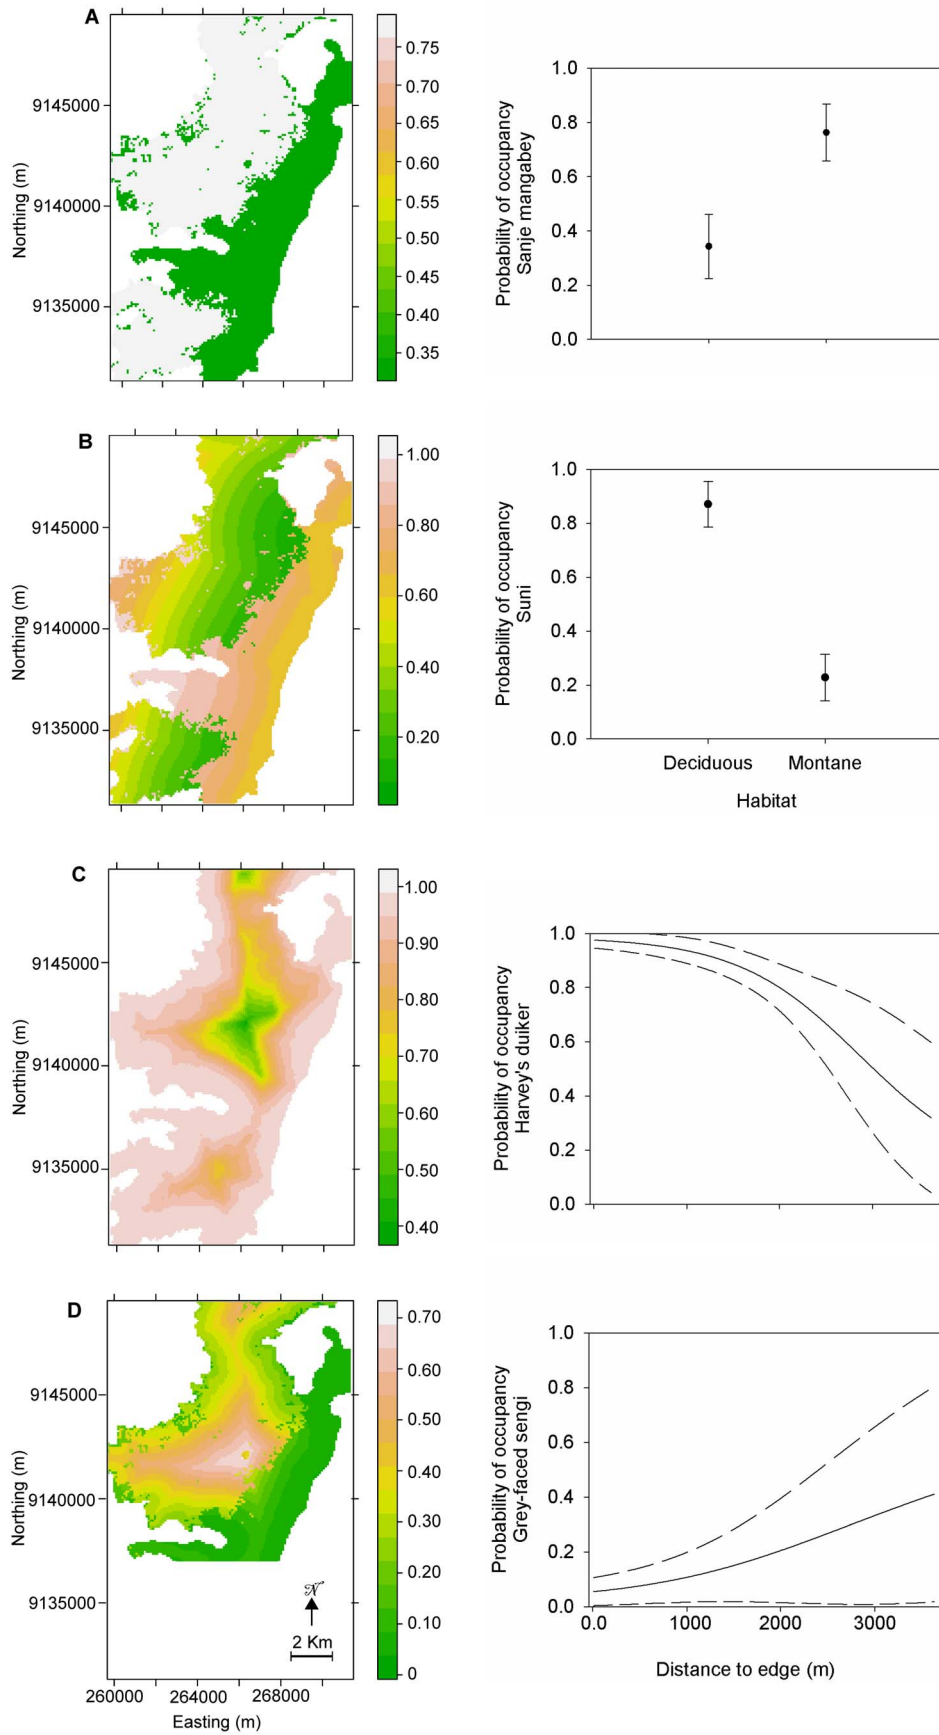 A
Northing (m)
9145000
9140000
9135000
0.75
0.70
0.65
0.60
0.55
0.50
0.45
0.40
0.35
Probability of occupancy
Sanje mangabey
1.0
0.8
0.6
0.4
0.2
0.0
B
Northing (m)
9145000
9140000
9135000
1.00
0.80
0.60
0.40
0.20
Probability of occupancy
Suni
1.0
0.8
0.6
0.4
0.2
0.0
Deciduous
Montane
Habitat
C
Northing (m)
9145000
9140000
9135000
1.00
0.90
0.80
0.70
0.60
0.50
0.40
Probability of occupancy
Harvey's duiker
1.0
0.8
0.6
0.4
0.2
0.0
D
Northing (m)
9145000
9140000
9135000
N
2 Km
260000 264000 268000
Easting (m)
0.70
0.60
0.50
0.40
0.30
0.20
0.10
0
Probability of occupancy
Grey-faced sengi
1.0
0.8
0.6
0.4
0.2
0.0
0.0 1000 2000 3000
Distance to edge (m)